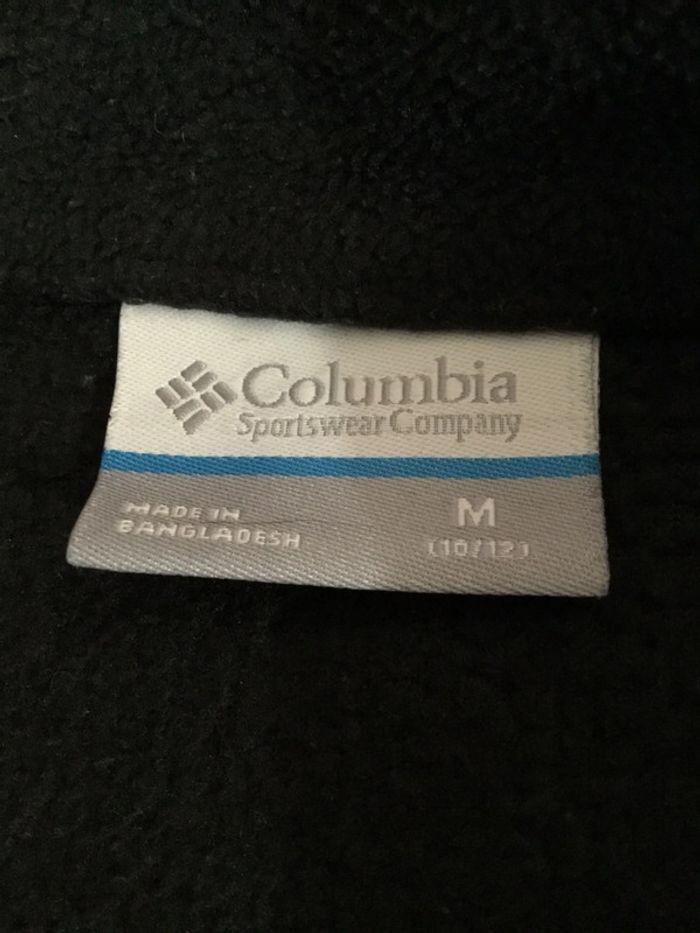 Columbia
Sportswear Company
MADE IN
BANGLADESH
M
(10/12)